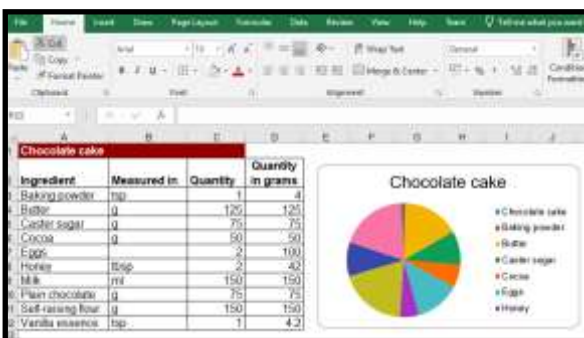 File Home Insert Draw Page Layout Formulas Data Review View Help Team Tell me what you want
Cut
Copy
Format Painter
Paste
Clipboard
Arial 10
B I U
Font
Wrap Text
Merge & Center
Alignment
General
Number
Conditional
Formatting
A B C D E F G H I J
Chocolate cake
Ingredient Measured in Quantity Quantity in grams
Baking powder tsp 1 4
Butter g 125 125
Caster sugar g 75 75
Cocoa g 50 50
Eggs 2 100
Honey tbsp 2 42
Milk ml 150 150
Plain chocolate g 75 75
Self-raising flour g 150 150
Vanilla essence tsp 1 4.2
Chocolate cake
Chocolate cake
Baking powder
Butter
Caster sugar
Cocoa
Eggs
Honey